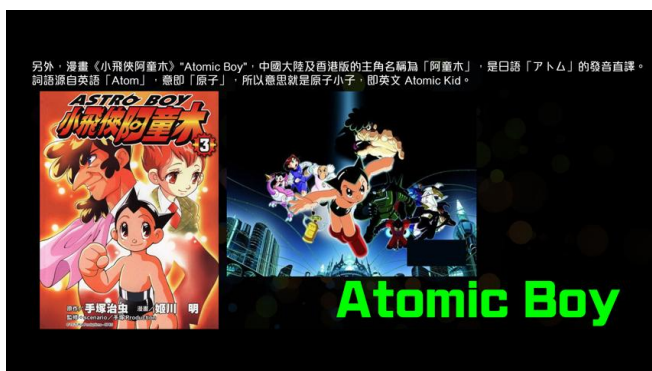 另外，漫畫《小飛俠阿童木》"Atomic Boy"，中國大陸及香港版的主角名稱為「阿童木」，是日語「アトム」的發音直譯。
詞語源自英語「Atom」，意即「原子」，所以意思就是原子小子，即英文 Atomic Kid。
ASTRO BOY
小飛俠阿童木
3
原作／手塚治虫 漫畫／姬川 明
Atomic Boy